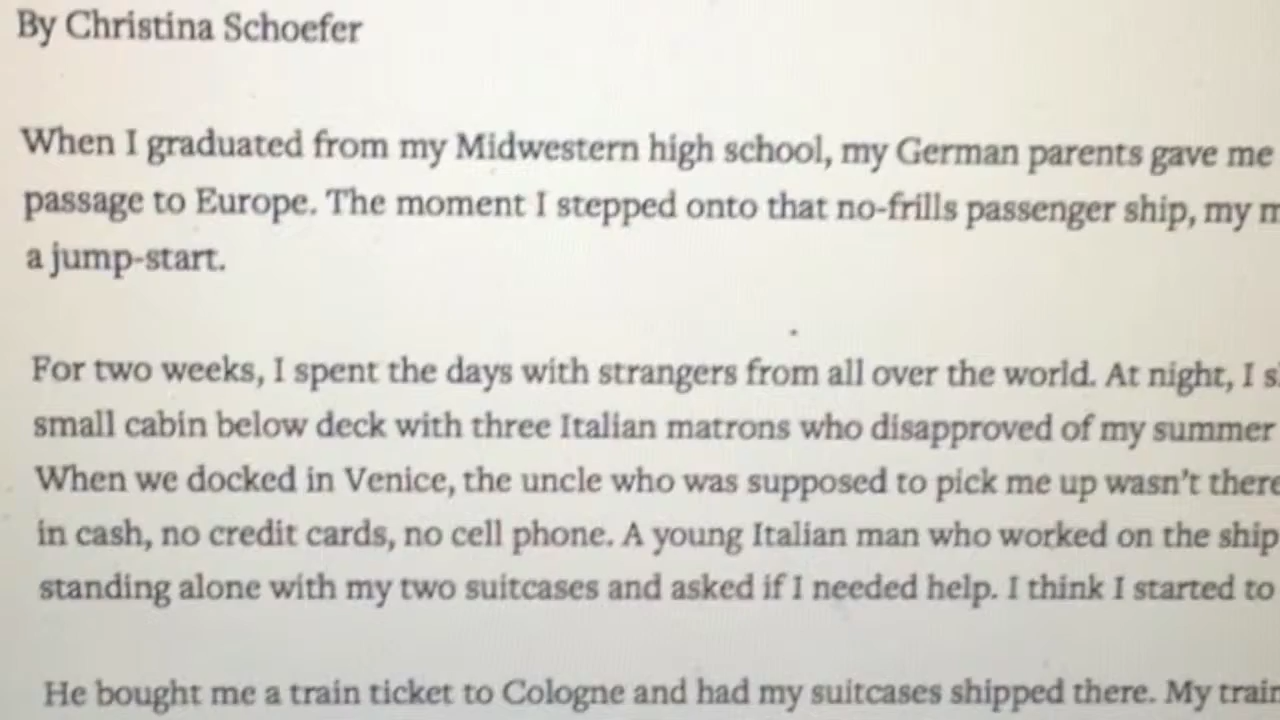 By Christina Schoefer
When I graduated from my Midwestern high school, my German parents gave me
passage to Europe. The moment I stepped onto that no-frills passenger ship, my
a jump-start.
For two weeks, I spent the days with strangers from all over the world. At night, I
small cabin below deck with three Italian matrons who disapproved of my summer
When we docked in Venice, the uncle who was supposed to pick me up wasn't there
in cash, no credit cards, no cell phone. A young Italian man who worked on the ship
standing alone with my two suitcases and asked if I needed help. I think I started to
He bought me a train ticket to Cologne and had my suitcases shipped there. My train